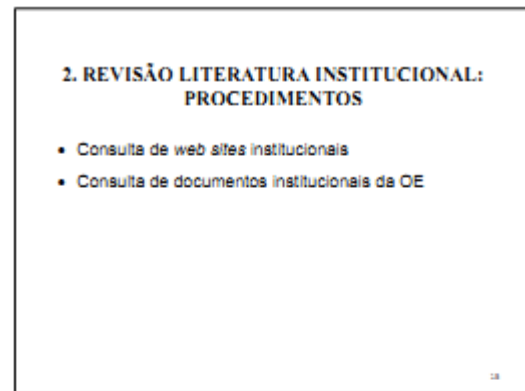 2. REVISÃO LITERATURA INSTITUCIONAL:
PROCEDIMENTOS
• Consulta de web sites institucionais
• Consulta de documentos institucionais da OE